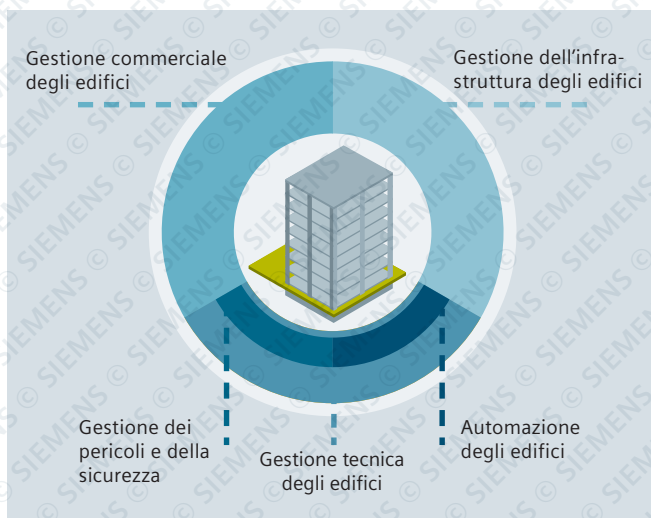 Gestione commerciale
degli edifici
Gestione dell'infra-
struttura degli edifici
Gestione dei
pericoli e della
sicurezza
Gestione tecnica
degli edifici
Automazione
degli edifici
© SIEMENS